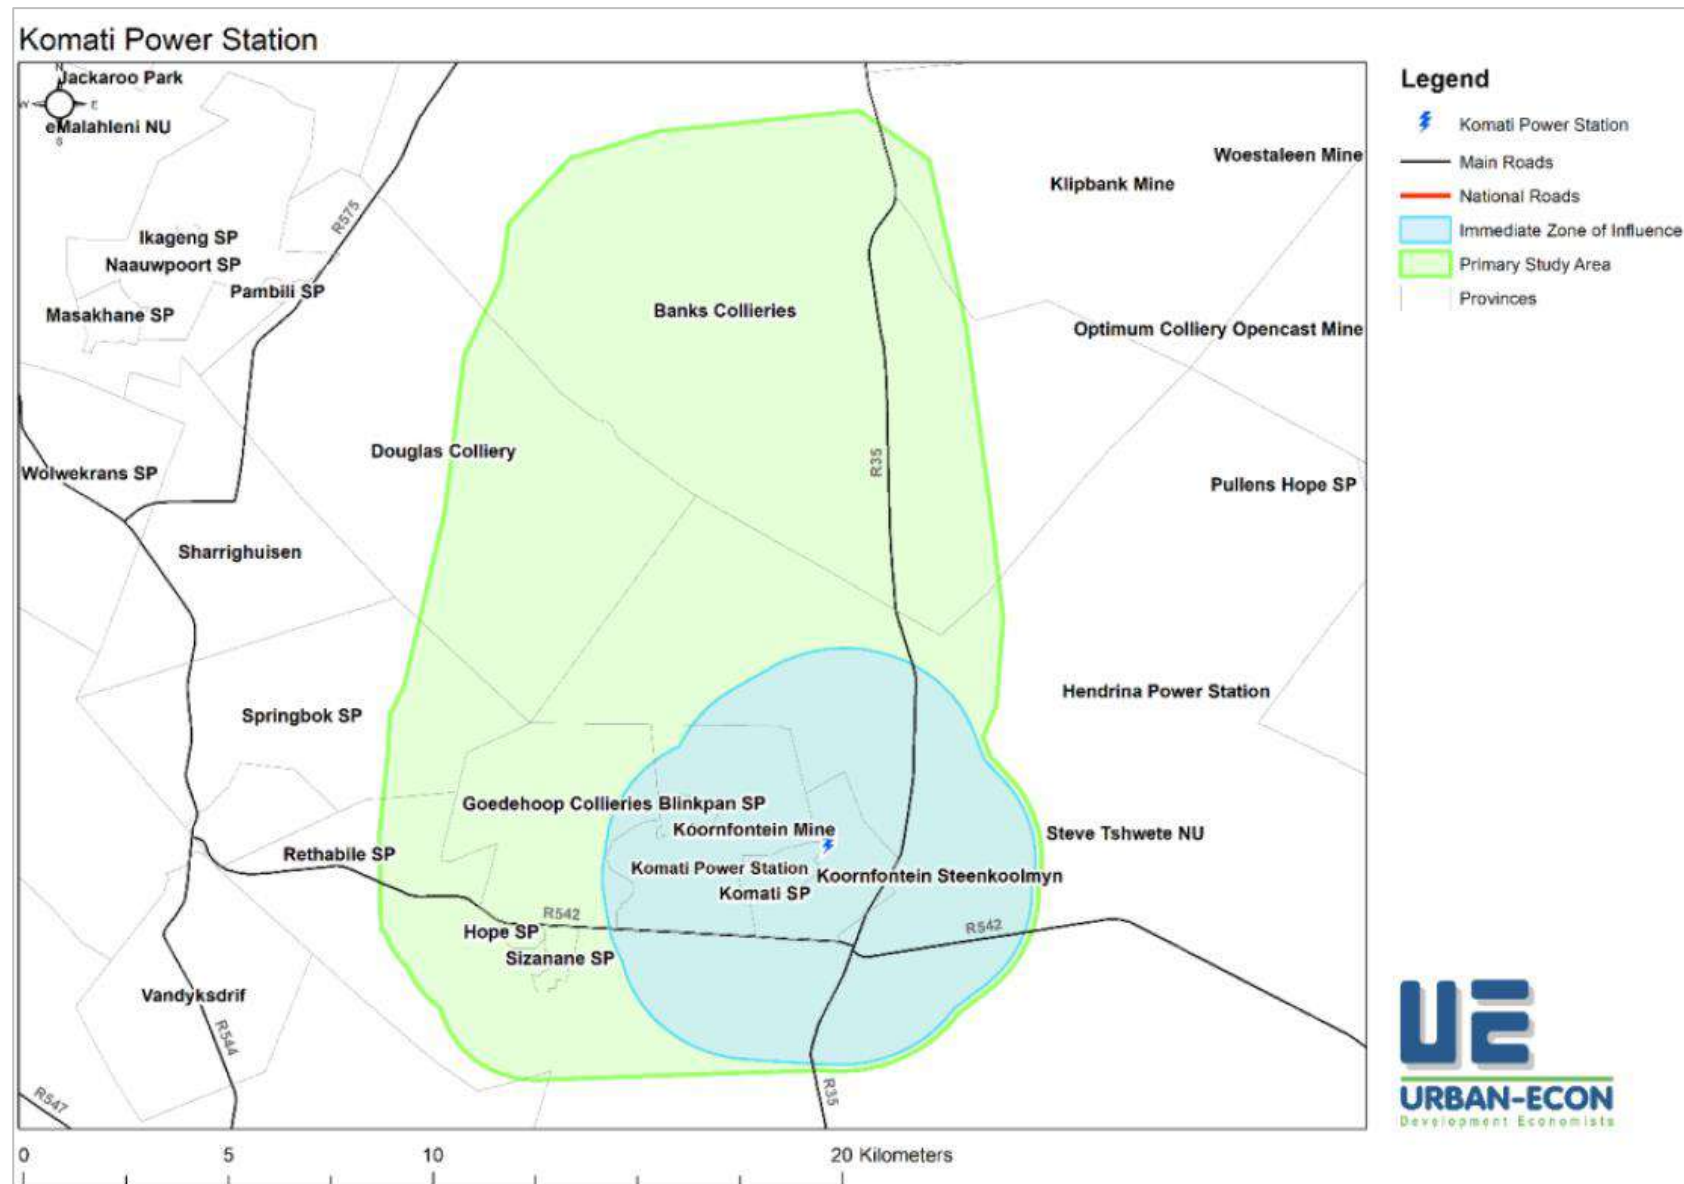 Komati Power Station
N
Jackaroo Park
W
E
eMalahleni NU
S
Woestaleen Mine
Klipbank Mine
R575
Ikageng SP
Naauwpoort SP
Pambili SP
Masakhane SP
Banks Collieries
Optimum Colliery Opencast Mine
Douglas Colliery
R35
Wolwekrans SP
Pullens Hope SP
Sharrighuisen
Hendrina Power Station
Springbok SP
Goedehoop Collieries Blinkpan SP
Koornfontein Mine
Steve Tshwete NU
Rethabile SP
Komati Power Station
Koornfontein Steenkoolmyn
Komati SP
R542
R542
Hope SP
Sizanane SP
Vandyksdrif
R544
R547
R35
0 5 10 20 Kilometers
Legend
Komati Power Station
Main Roads
National Roads
Immediate Zone of Influence
Primary Study Area
Provinces
UE
URBAN-ECON
Development Economists